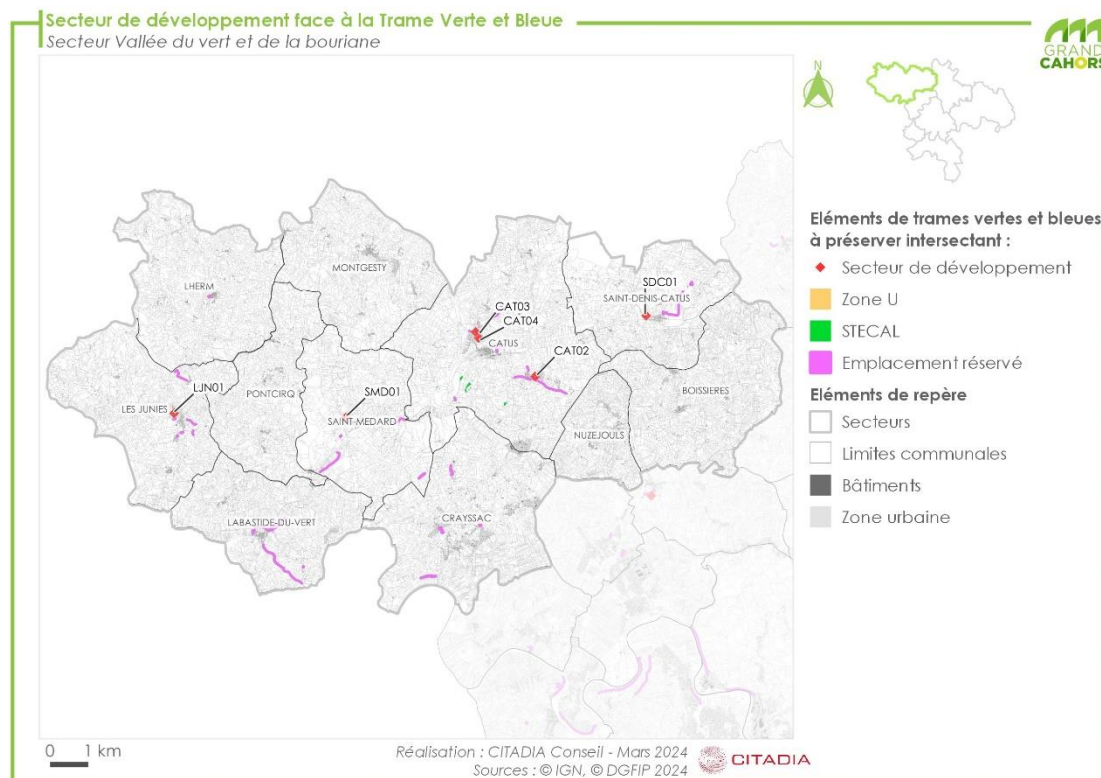 Secteur de développement face à la Trame Verte et Bleue
Secteur Vallée du vert et de la bouriane
GRAND
CAHORS
N
Eléments de trames vertes et bleues
à préserver intersectant :
Secteur de développement
Zone U
STECAL
Emplacement réservé
Eléments de repère
Secteurs
Limites communales
Bâtiments
Zone urbaine
MONTGESTY
LHERM
SDC01
SAINT-DENIS-CATUS
CAT03
CAT04
CATUS
CAT02
LJN01
LES JUNIES
PONTCIRQ
SMD01
SAINT-MEDARD
BOISSIERES
NUZEJOULS
LABASTIDE-DU-VERT
CRAYSSAC
0 1 km
Réalisation : CITADIA Conseil - Mars 2024
Sources : © IGN, © DGFIP 2024
CITADIA